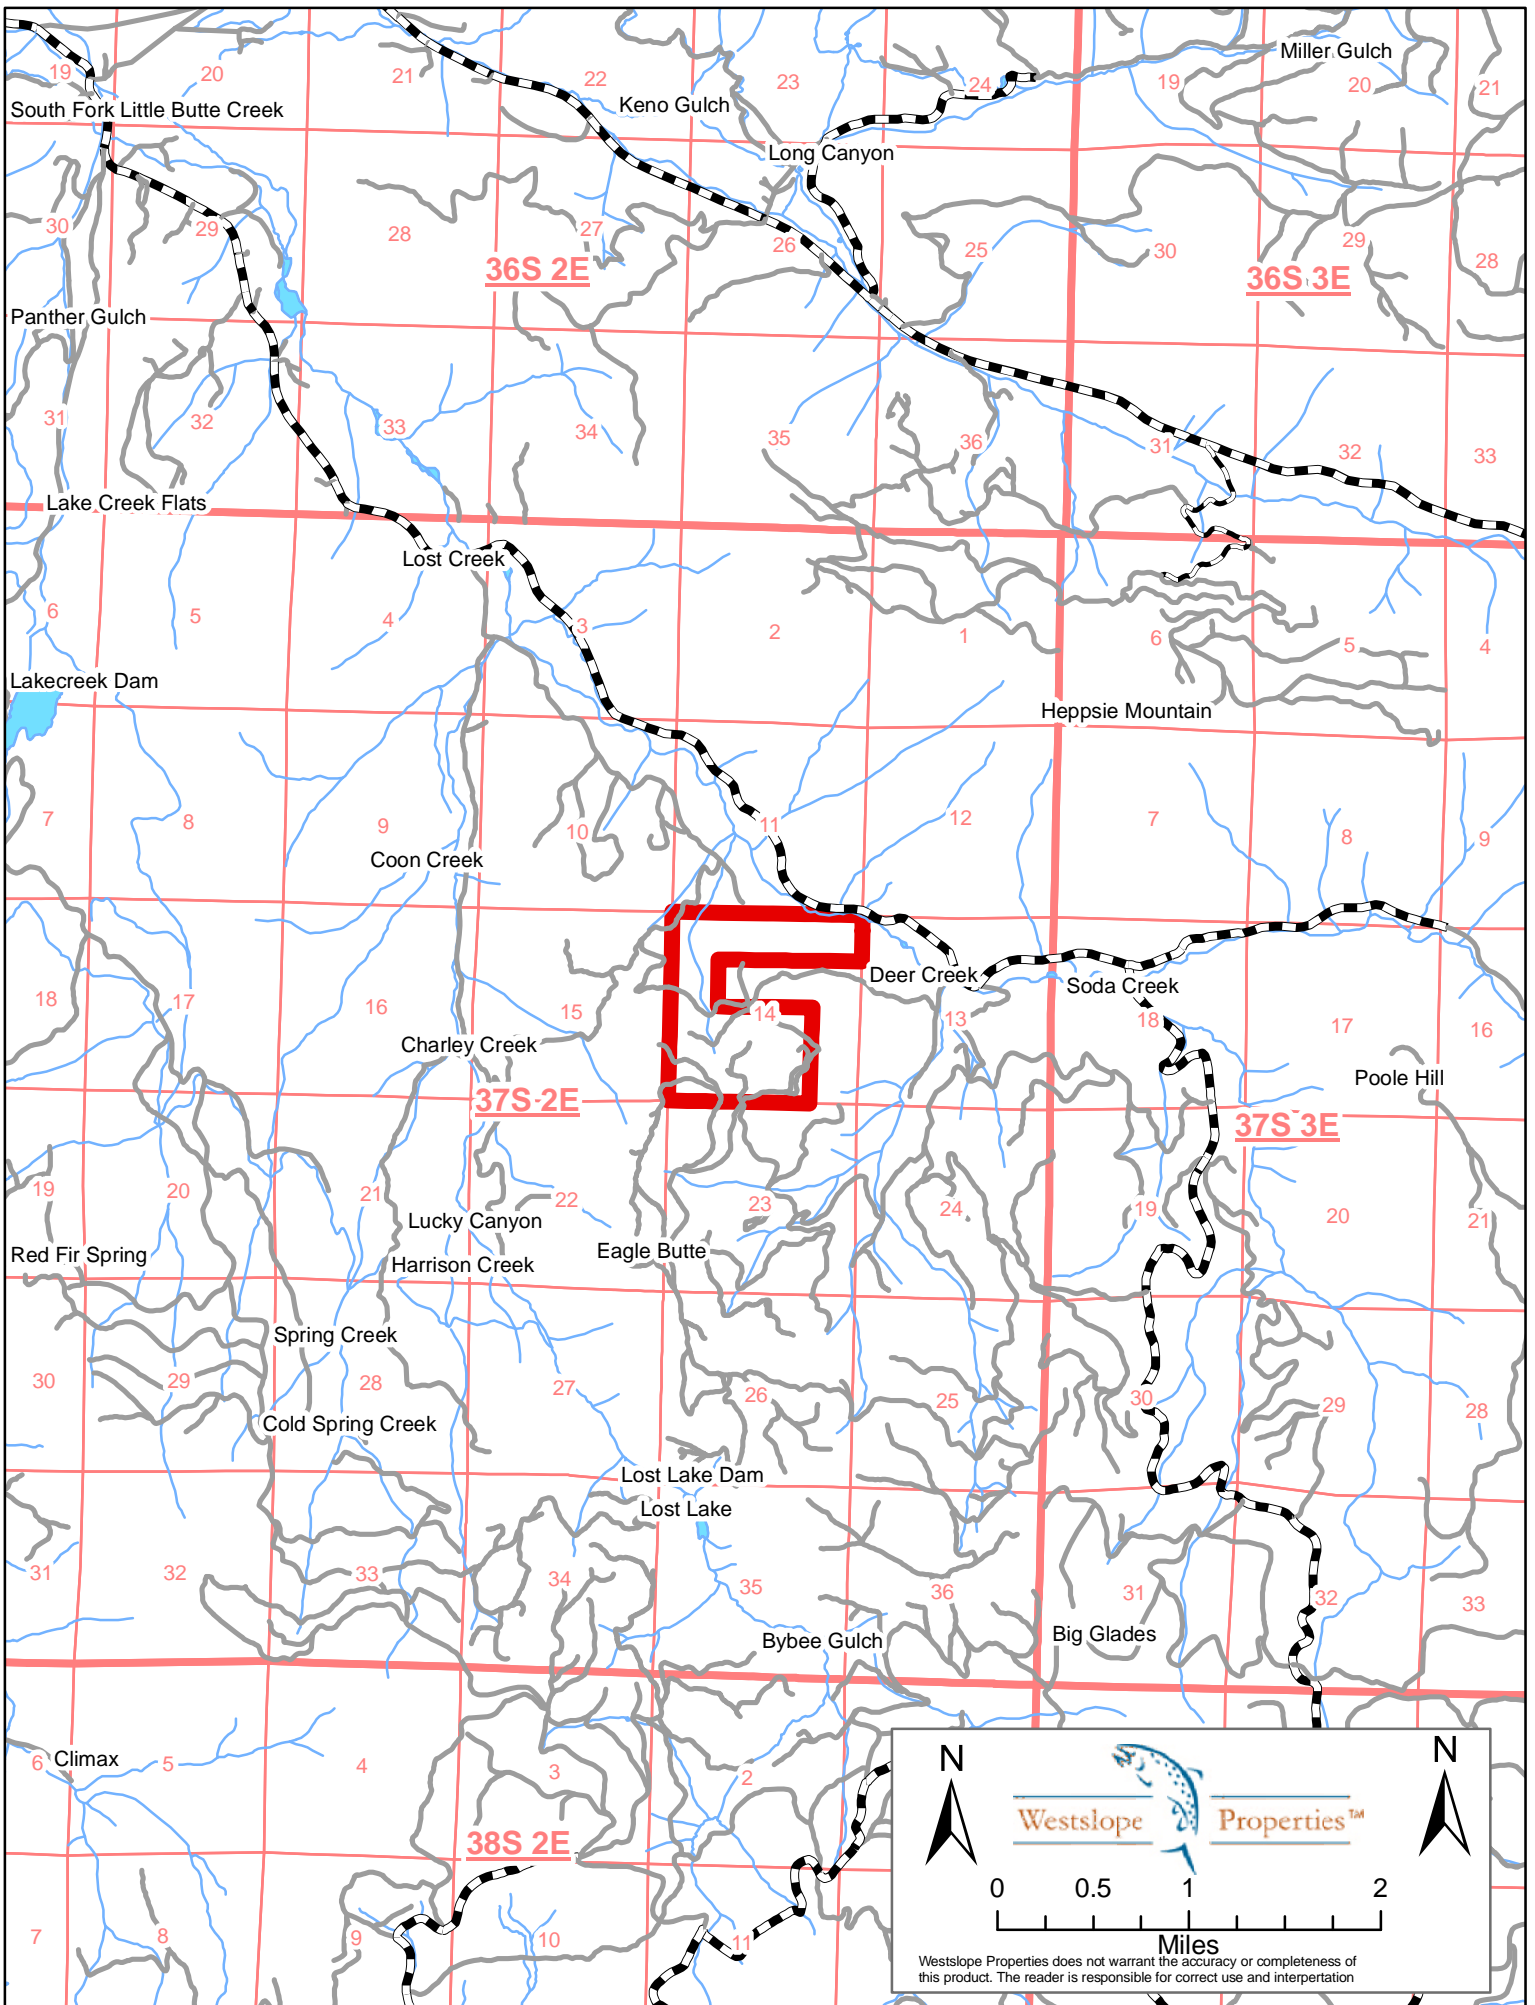 19 20 21 22 23 24 19 20 21
Miller Gulch
Keno Gulch
South Fork Little Butte Creek
Long Canyon
30 29 28 27 26 25 30 29 28
36S 2E
36S 3E
Panther Gulch
31 32 33 34 35 36 31 32 33
Lake Creek Flats
Lost Creek
6 5 4 3 2 1 6 5 4
Lakecreek Dam
Heppsie Mountain
7 8 9 10 11 12 7 8 9
Coon Creek
Deer Creek
Soda Creek
18 17 16 15 14 13 18 17 16
Charley Creek
Poole Hill
37S 2E
37S 3E
19 20 21 22 23 24 19 20 21
Lucky Canyon
Red Fir Spring
Eagle Butte
Harrison Creek
Spring Creek
30 29 28 27 26 25 30 29 28
Cold Spring Creek
Lost Lake Dam
Lost Lake
31 32 33 34 35 36 31 32 33
Bybee Gulch
Big Glades
6 Climax 5 4 3 2
38S 2E
7 8 9 10 11
N
N
Westslope Properties™
0 0.5 1 2
Miles
Westslope Properties does not warrant the accuracy or completeness of
this product. The reader is responsible for correct use and interpertation